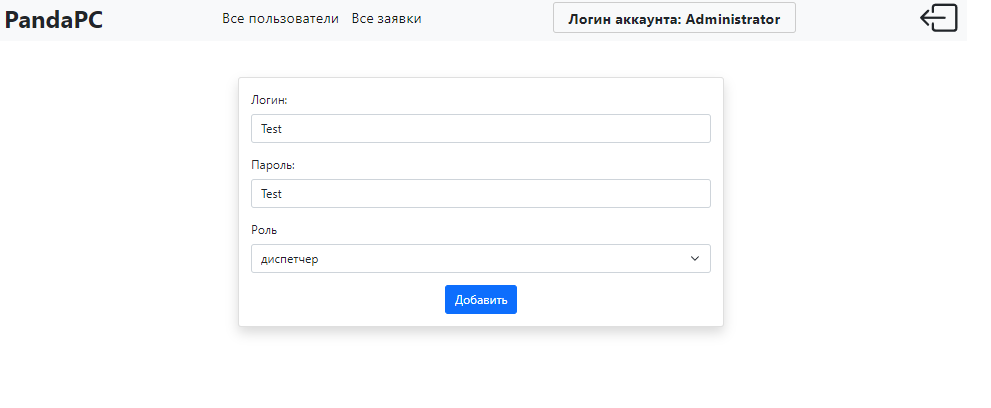 PandaPC Все пользователи Все заявки Логин аккаунта: Administrator
Логин:
Test
Пароль:
Test
Роль
диспетчер
Добавить